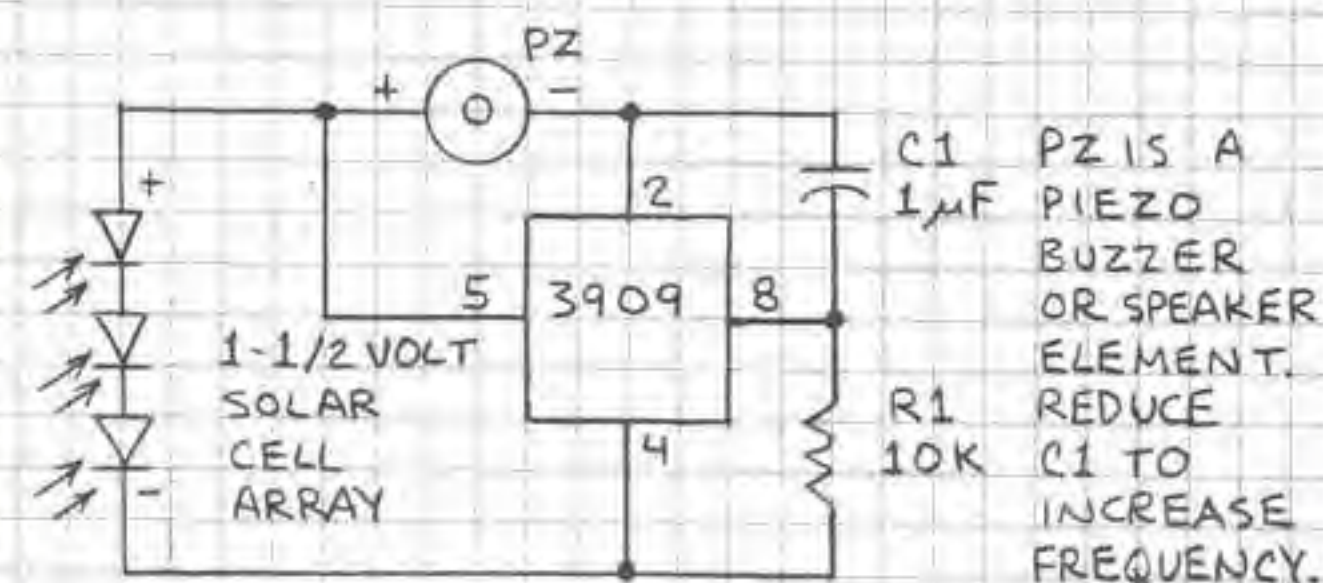 PZ
+
-
+
2
C1
1µF
5
3909
8
1-1/2 VOLT
SOLAR
CELL
ARRAY
-
4
R1
10K
PZ IS A
PIEZO
BUZZER
OR SPEAKER
ELEMENT.
REDUCE
C1 TO
INCREASE
FREQUENCY.